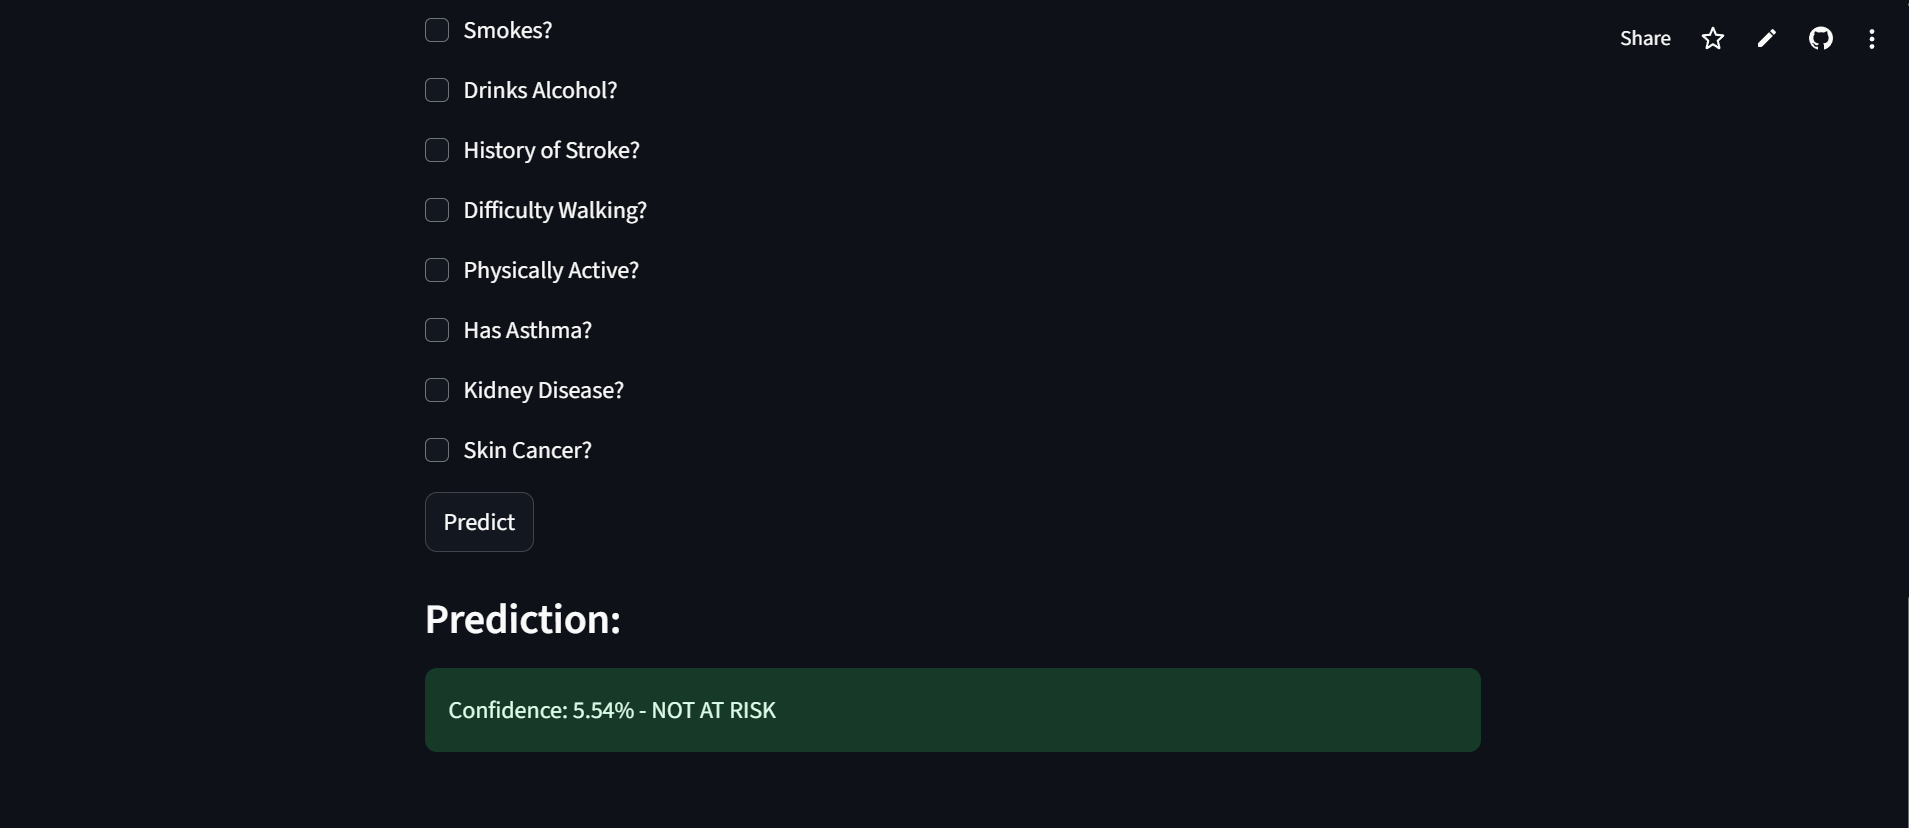 Share
Smokes?
Drinks Alcohol?
History of Stroke?
Difficulty Walking?
Physically Active?
Has Asthma?
Kidney Disease?
Skin Cancer?
Predict
Prediction:
Confidence: 5.54% - NOT AT RISK